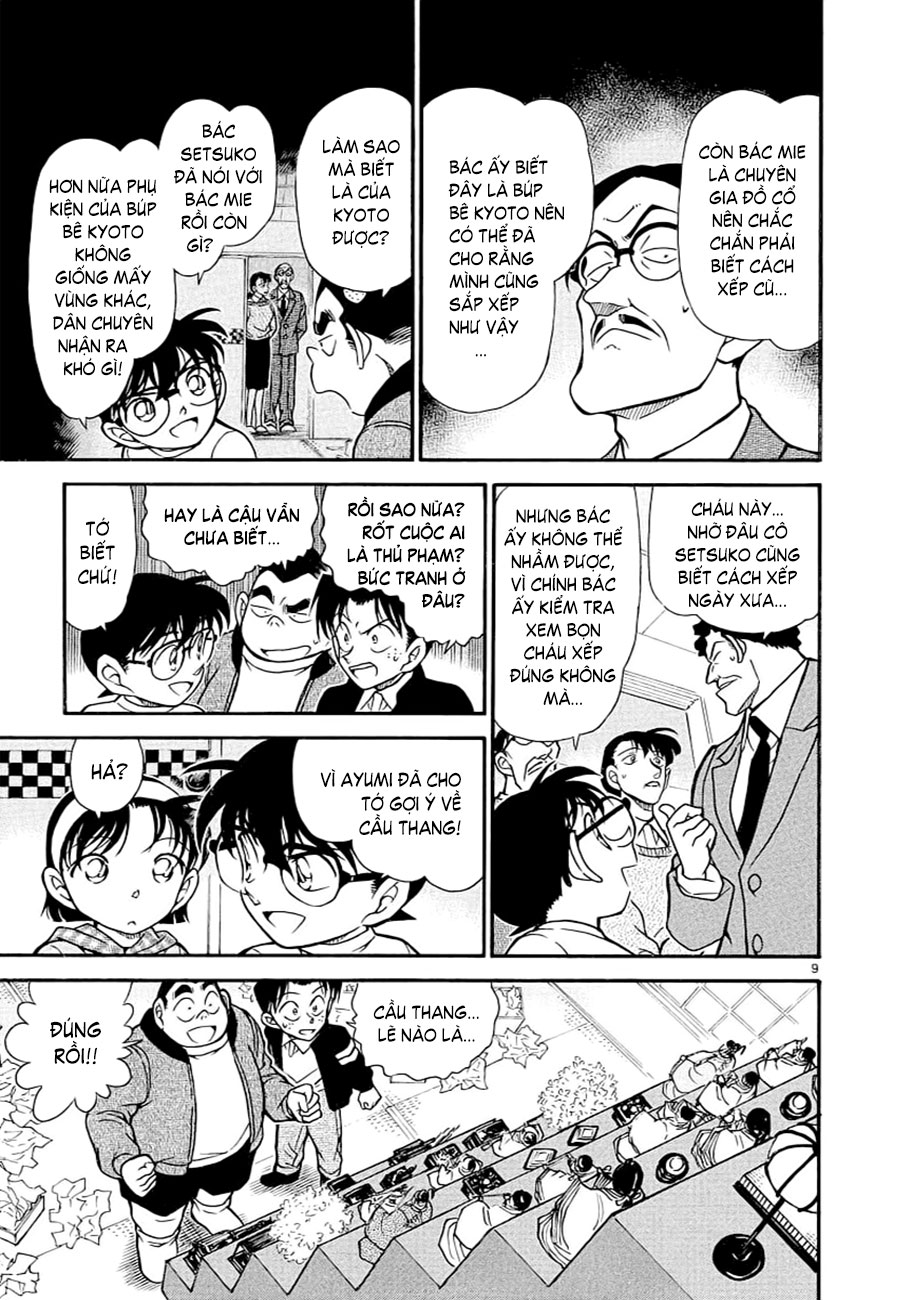 CÒN BÁC MIE
LÀ CHUYÊN
GIA ĐỒ CỔ
NÊN CHẮC
CHẮN PHẢI
BIẾT CÁCH
XẾP CŨ...
BÁC ẤY BIẾT
ĐÂY LÀ BÚP
BÊ KYOTO NÊN
CÓ THỂ ĐÃ
CHO RẰNG
MÌNH CŨNG
SẮP XẾP
NHƯ VẬY
...
LÀM SAO
MÀ BIẾT
LÀ CỦA
KYOTO
ĐƯỢC?
BÁC
SETSUKO
ĐÃ NÓI VỚI
BÁC MIE
RỒI CÒN
GÌ?
HƠN NỮA PHỤ
KIỆN CỦA BÚP
BÊ KYOTO
KHÔNG
GIỐNG MẤY
VÙNG KHÁC,
DÂN CHUYÊN
NHẬN RA
KHÓ GÌ!
CHÁU NÀY...
NHỜ ĐÂU CÔ
SETSUKO CŨNG
BIẾT CÁCH XẾP
NGÀY XƯA...
NHƯNG BÁC
ẤY KHÔNG THỂ
NHẦM ĐƯỢC,
VÌ CHÍNH BÁC
ẤY KIỂM TRA
XEM BỌN
CHÁU XẾP
ĐÚNG KHÔNG
MÀ...
RỒI SAO NỮA?
RỐT CUỘC AI
LÀ THỦ PHẠM?
BỨC TRANH Ở
ĐÂU?
HAY LÀ CẬU VẪN
CHƯA BIẾT...
TỚ
BIẾT
CHỨ!
VÌ AYUMI ĐÃ CHO
TỚ GỢI Ý VỀ
CẦU THANG!
HẢ?
9
CẦU THANG...
LẼ NÀO LÀ...
ĐÚNG
RỒI!!